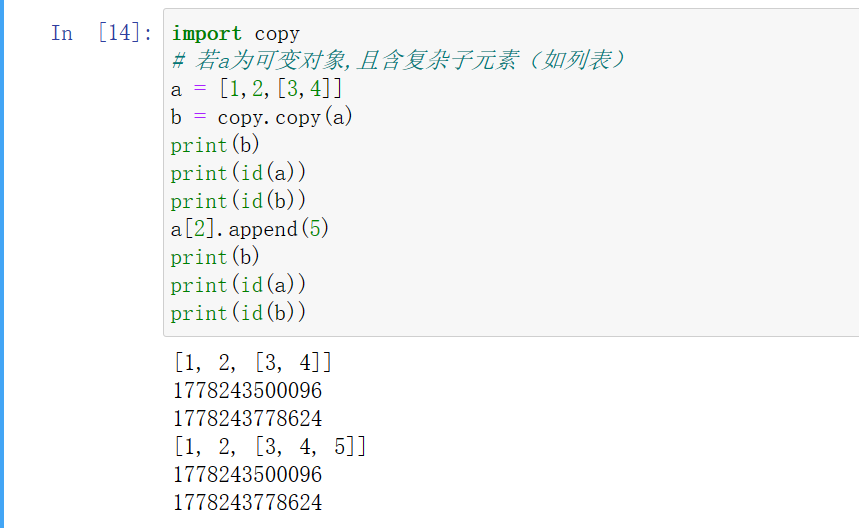 In [14]: import copy
# 若a为可变对象,且含复杂子元素（如列表）
a = [1,2,[3,4]]
b = copy.copy(a)
print(b)
print(id(a))
print(id(b))
a[2].append(5)
print(b)
print(id(a))
print(id(b))
[1, 2, [3, 4]]
1778243500096
1778243778624
[1, 2, [3, 4, 5]]
1778243500096
1778243778624